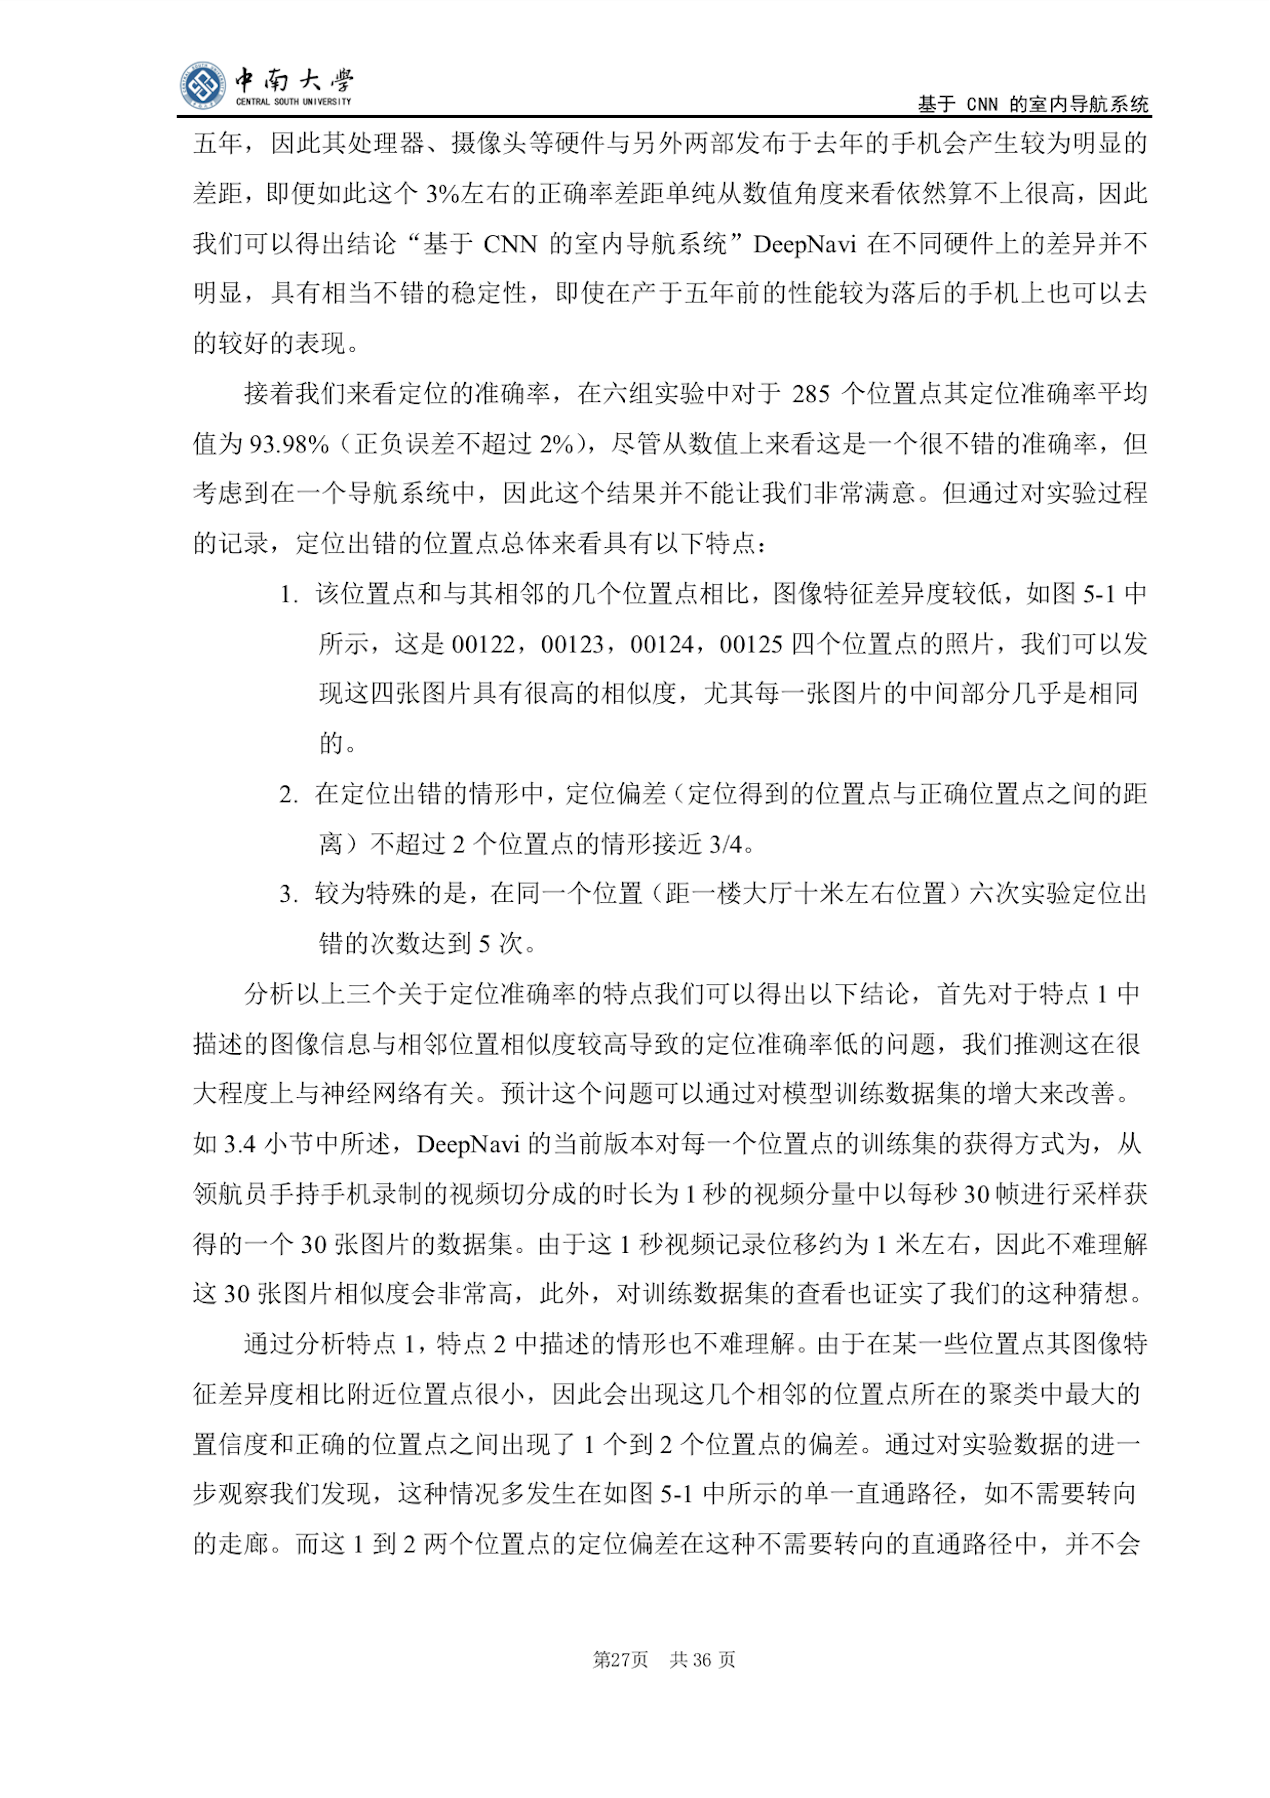 中南大学
CENTRAL SOUTH UNIVERSITY
基于 CNN 的室内导航系统
五年，因此其处理器、摄像头等硬件与另外两部发布于去年的手机会产生较为明显的
差距，即便如此这个 3%左右的正确率差距单纯从数值角度来看依然算不上很高，因此
我们可以得出结论“基于 CNN 的室内导航系统”DeepNavi 在不同硬件上的差异并不
明显，具有相当不错的稳定性，即使在产于五年前的性能较为落后的手机上也可以去
的较好的表现。
接着我们来看定位的准确率，在六组实验中对于 285 个位置点其定位准确率平均
值为 93.98%（正负误差不超过 2%），尽管从数值上来看这是一个很不错的准确率，但
考虑到在一个导航系统中，因此这个结果并不能让我们非常满意。但通过对实验过程
的记录，定位出错的位置点总体来看具有以下特点：
1. 该位置点和与其相邻的几个位置点相比，图像特征差异度较低，如图 5-1 中
所示，这是 00122，00123，00124，00125 四个位置点的照片，我们可以发
现这四张图片具有很高的相似度，尤其每一张图片的中间部分几乎是相同
的。
2. 在定位出错的情形中，定位偏差（定位得到的位置点与正确位置点之间的距
离）不超过 2 个位置点的情形接近 3/4。
3. 较为特殊的是，在同一个位置（距一楼大厅十米左右位置）六次实验定位出
错的次数达到 5 次。
分析以上三个关于定位准确率的特点我们可以得出以下结论，首先对于特点 1 中
描述的图像信息与相邻位置相似度较高导致的定位准确率低的问题，我们推测这在很
大程度上与神经网络有关。预计这个问题可以通过对模型训练数据集的增大来改善。
如 3.4 小节中所述，DeepNavi 的当前版本对每一个位置点的训练集的获得方式为，从
领航员手持手机录制的视频切分成的时长为 1 秒的视频分量中以每秒 30 帧进行采样获
得的一个 30 张图片的数据集。由于这 1 秒视频记录位移约为 1 米左右，因此不难理解
这 30 张图片相似度会非常高，此外，对训练数据集的查看也证实了我们的这种猜想。
通过分析特点 1，特点 2 中描述的情形也不难理解。由于在某一些位置点其图像特
征差异度相比附近位置点很小，因此会出现这几个相邻的位置点所在的聚类中最大的
置信度和正确的位置点之间出现了 1 个到 2 个位置点的偏差。通过对实验数据的进一
步观察我们发现，这种情况多发生在如图 5-1 中所示的单一直通路径，如不需要转向
的走廊。而这 1 到 2 两个位置点的定位偏差在这种不需要转向的直通路径中，并不会
第27页 共 36 页